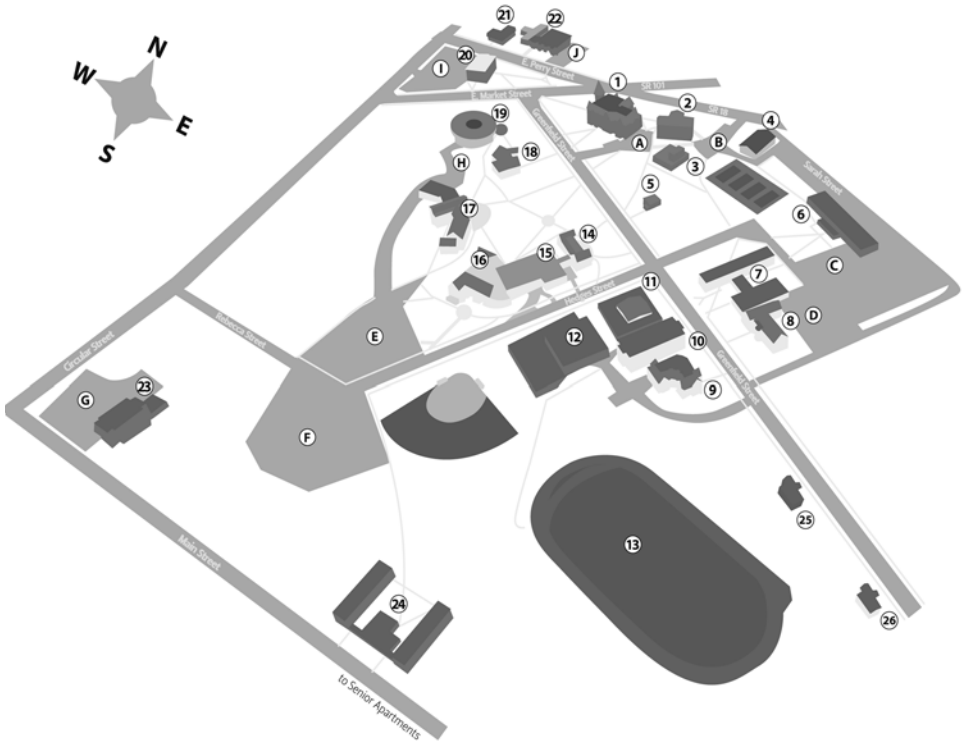 21
22
N
J
20
W
I
E. Perry Street
1
SR 101
E. Market Street
2
SR 18
E
19
Greenfield Street
4
A
B
S
18
3
H
Sarah Street
5
17
6
14
16
15
C
11
7
Hedges Street
D
8
E
12
Rebecca Street
10
Circular Street
Greenfield Street
9
23
G
F
25
13
Main Street
24
26
to Senior Apartments